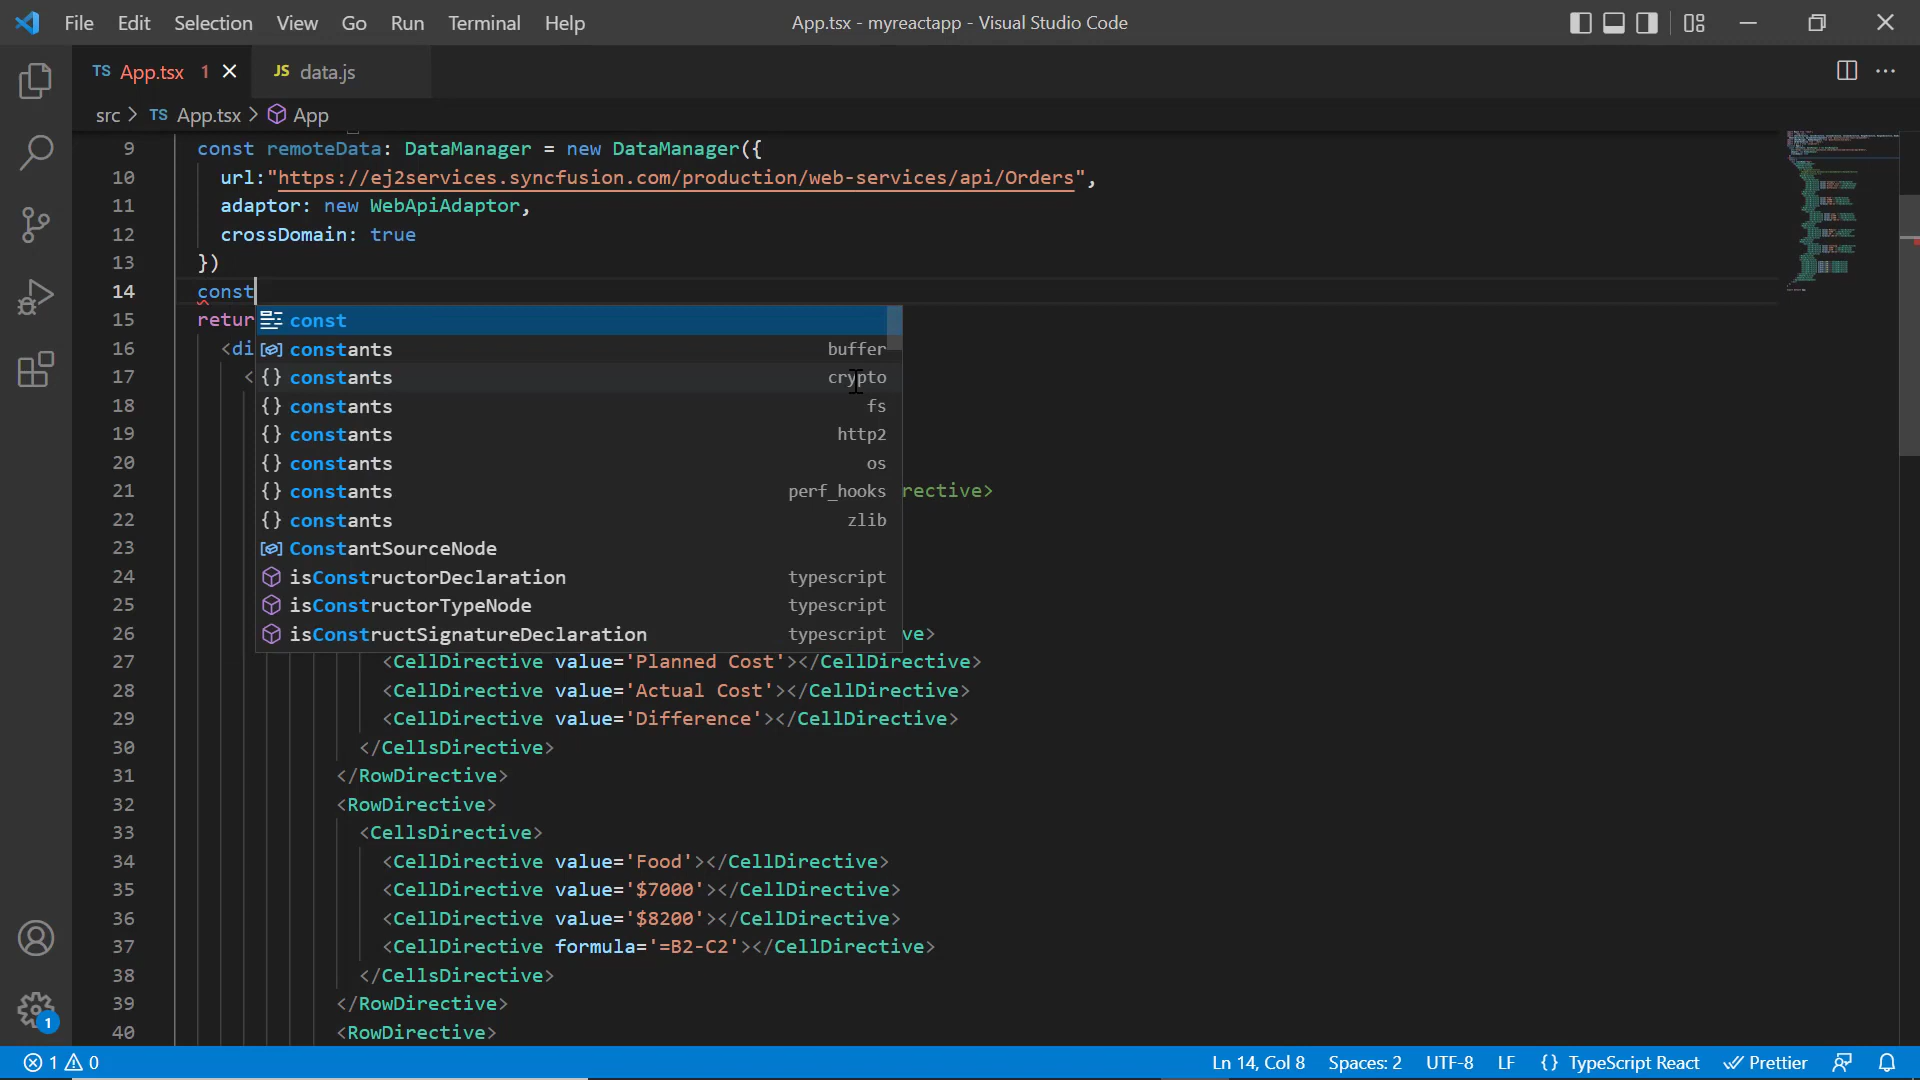 File Edit Selection View Go Run Terminal Help App.tsx - myreactapp - Visual Studio Code
TS App.tsx 1 JS data.js
src > TS App.tsx > App
9 const remoteData: DataManager = new DataManager({
10 url:"https://ej2services.syncfusion.com/production/web-services/api/Orders",
11 adaptor: new WebApiAdaptor,
12 crossDomain: true
13 })
14 const
15 retur const
16 <di constants buffer
17 < constants crypto
18 constants fs
19 constants http2
20 constants os
21 constants perf_hooks rective>
22 constants zlib
23 ConstantSourceNode
24 isConstructorDeclaration typescript
25 isConstructorTypeNode typescript
26 isConstructSignatureDeclaration typescript ve>
27 <CellDirective value='Planned Cost'></CellDirective>
28 <CellDirective value='Actual Cost'></CellDirective>
29 <CellDirective value='Difference'></CellDirective>
30 </CellsDirective>
31 </RowDirective>
32 <RowDirective>
33 <CellsDirective>
34 <CellDirective value='Food'></CellDirective>
35 <CellDirective value='$7000'></CellDirective>
36 <CellDirective value='$8200'></CellDirective>
37 <CellDirective formula='=B2-C2'></CellDirective>
38 </CellsDirective>
39 </RowDirective>
40 <RowDirective>
1
1 0 Ln 14, Col 8 Spaces: 2 UTF-8 LF {} TypeScript React Prettier